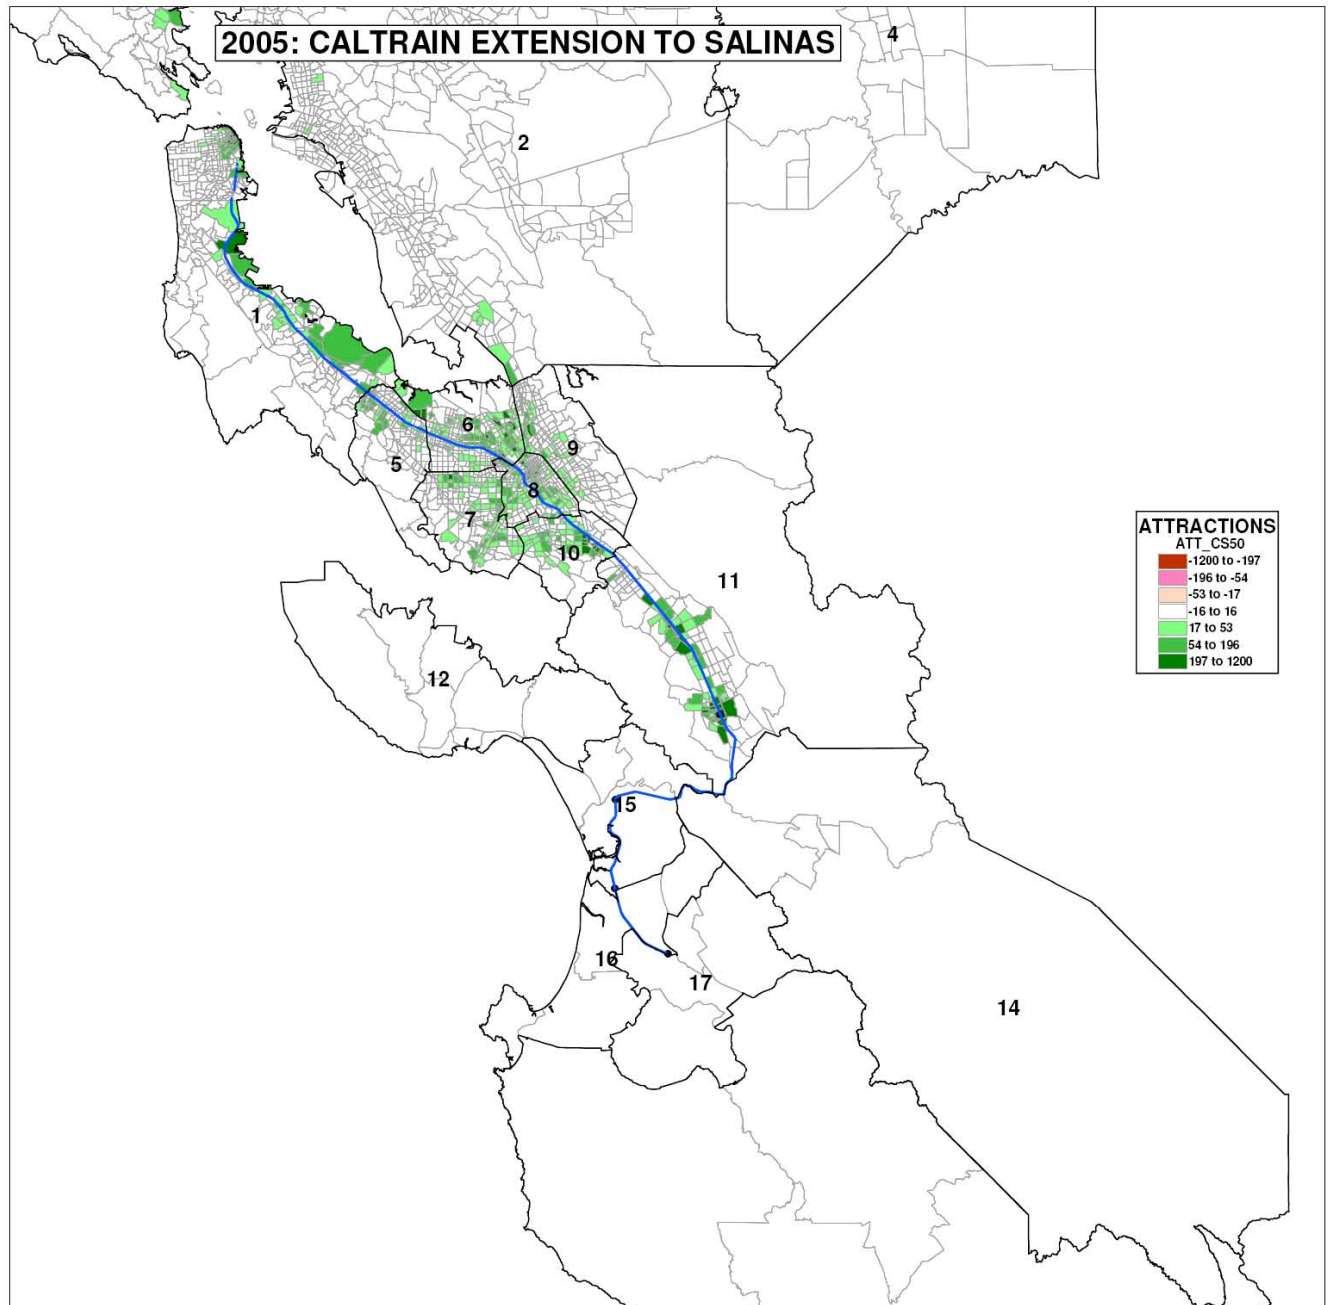 2005: CALTRAIN EXTENSION TO SALINAS
4
2
1
6
9
5
8
7
10
11
ATTRACTIONS
ATT_CS50
-1200 to -197
-196 to -54
-53 to -17
-16 to 16
17 to 53
54 to 196
197 to 1200
12
15
16
17
14